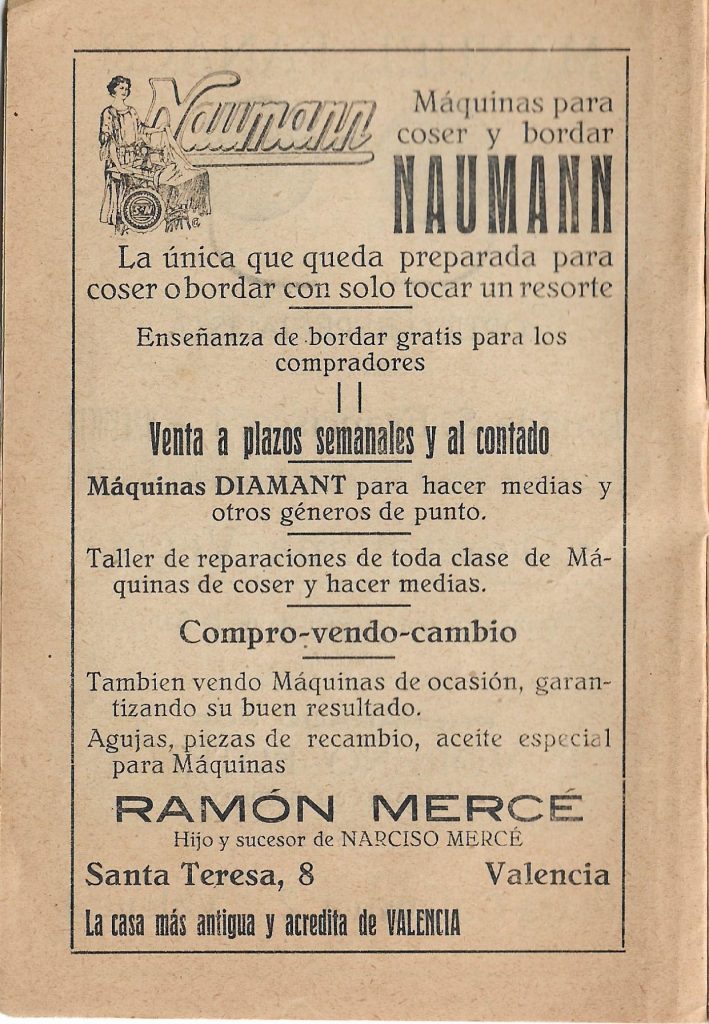 Naumann
S&N
Máquinas para
coser y bordar
NAUMANN
La única que queda preparada para
coser o bordar con solo tocar un resorte
Enseñanza de bordar gratis para los
compradores
Venta a plazos semanales y al contado
Máquinas DIAMANT para hacer medias y
otros géneros de punto.
Taller de reparaciones de toda clase de Má-
quinas de coser y hacer medias.
Compro-vendo-cambio
Tambien vendo Máquinas de ocasión, garan-
tizando su buen resultado.
Agujas, piezas de recambio, aceite especial
para Máquinas
RAMÓN MERCÉ
Hijo y sucesor de NARCISO MERCÉ
Santa Teresa, 8 Valencia
La casa más antigua y acredita de VALENCIA